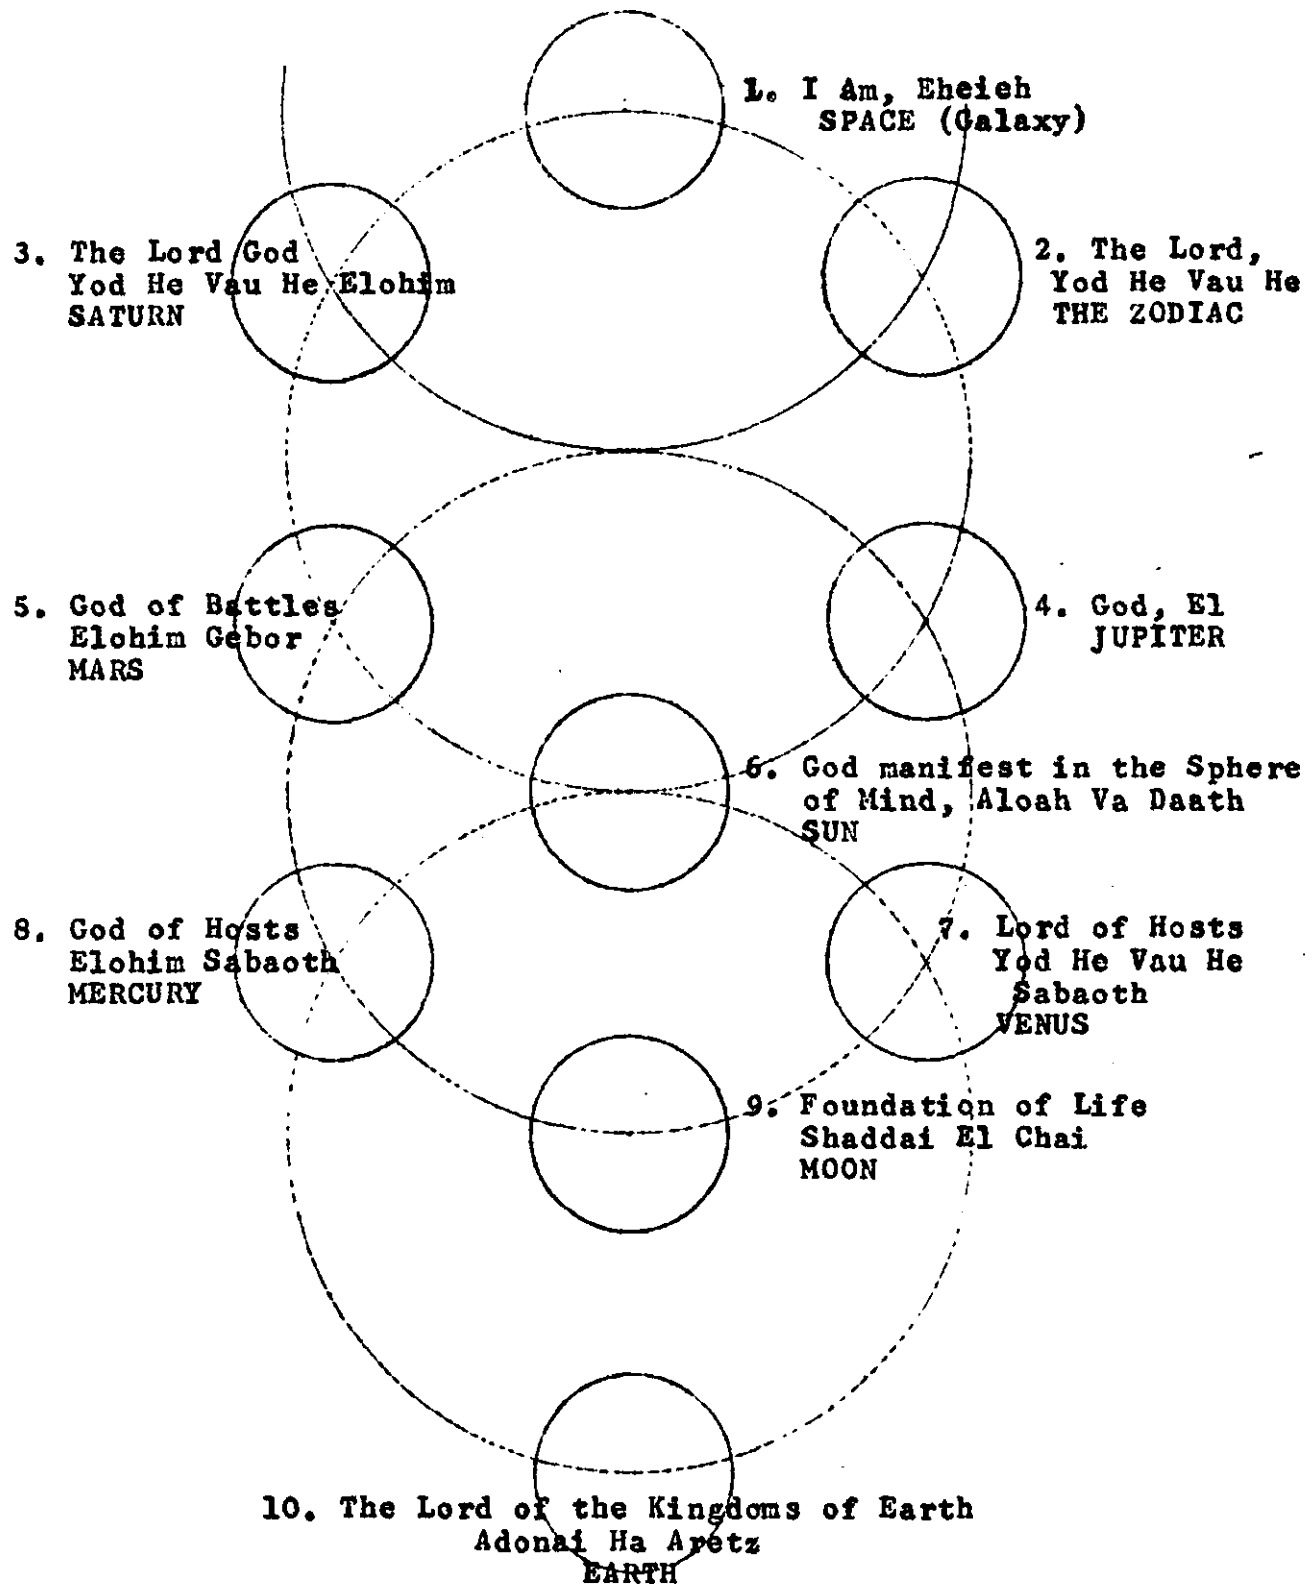 1. I Am, Eheieh
SPACE (Galaxy)
3. The Lord God
Yod He Vau He Elohim
SATURN
2. The Lord,
Yod He Vau He
THE ZODIAC
5. God of Battles
Elohim Gebor
MARS
4. God, El
JUPITER
6. God manifest in the Sphere
of Mind, Aloah Va Daath
SUN
8. God of Hosts
Elohim Sabaoth
MERCURY
7. Lord of Hosts
Yod He Vau He
Sabaoth
VENUS
9. Foundation of Life
Shaddai El Chai
MOON
10. The Lord of the Kingdoms of Earth
Adonai Ha Aretz
EARTH